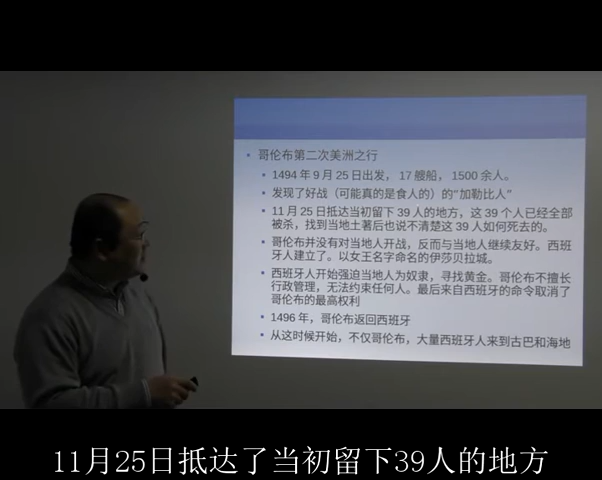 哥伦布第二次美洲之行
1494 年 9 月 25 日出发，17 艘船，1500 余人。
发现了好战（可能真的是食人的）的“加勒比人”
11 月 25 日抵达当初留下 39 人的地方，这 39 个人已经全部
被杀，找到当地土著后也说不清楚这 39 人如何死去的。
哥伦布并没有对当地人开战，反而与当地人继续友好。西班
牙人建立了。以女王名字命名的伊莎贝拉城。
西班牙人开始强迫当地人为奴隶，寻找黄金。哥伦布不擅长
行政管理，无法约束任何人。最后来自西班牙的命令取消了
哥伦布的最高权利
1496 年，哥伦布返回西班牙
从这时候开始，不仅哥伦布，大量西班牙人来到古巴和海地
11月25日抵达了当初留下39人的地方